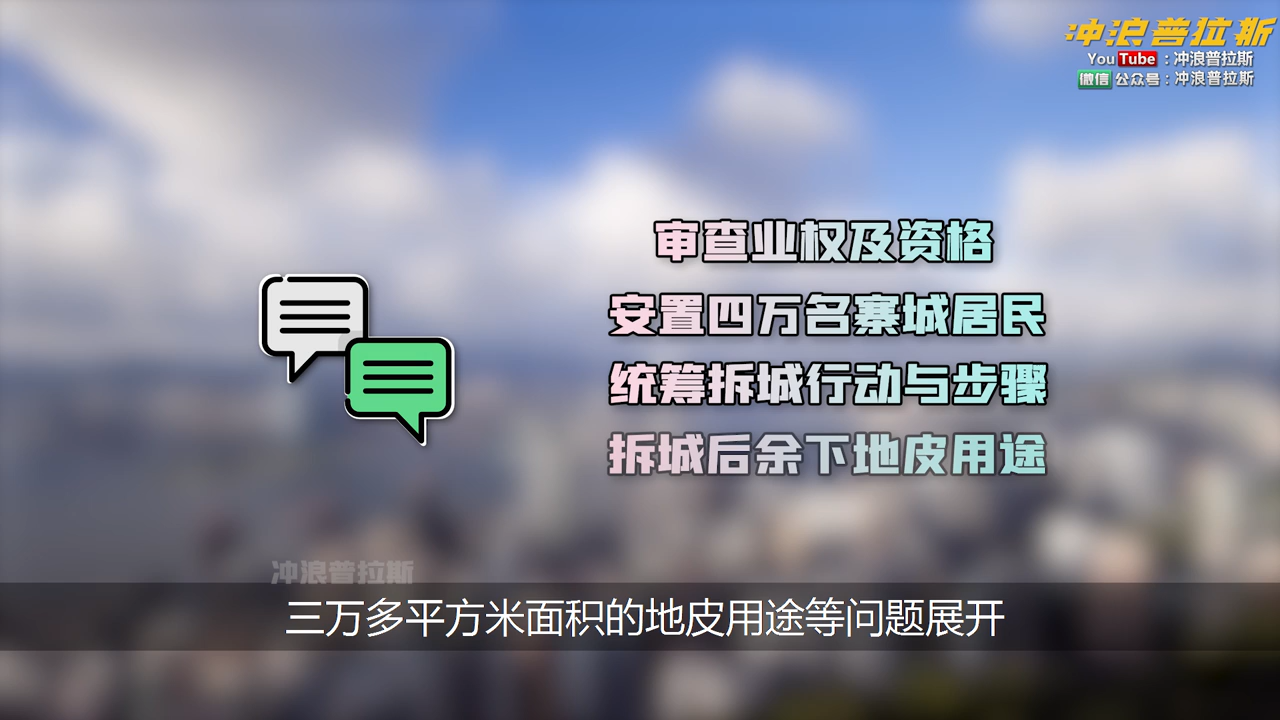 冲浪普拉斯
YouTube：冲浪普拉斯
微信公众号：冲浪普拉斯
审查业权及资格
安置四万名寨城居民
统筹拆城行动与步骤
拆城后余下地皮用途
冲浪普拉斯
三万多平方米面积的地皮用途等问题展开